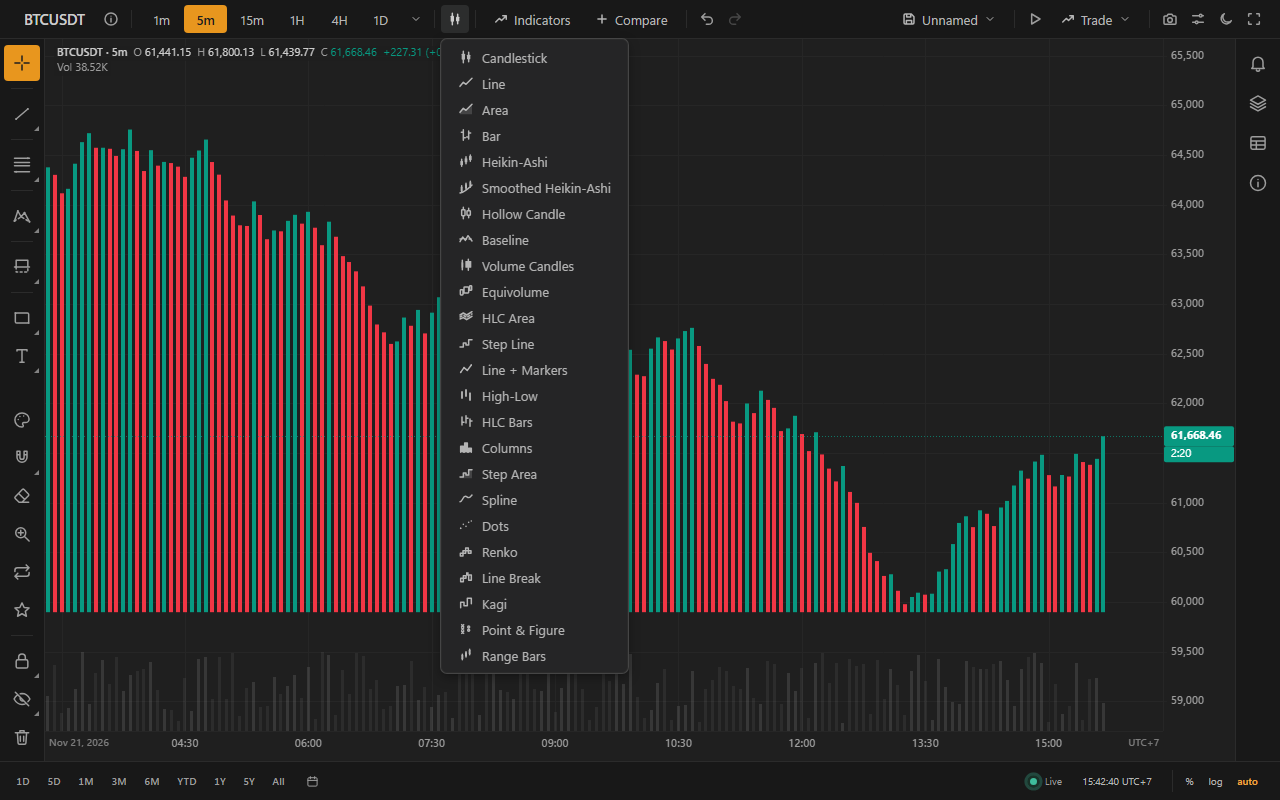 BTCUSDT 1m 5m 15m 1H 4H 1D Indicators Compare Unnamed Trade
BTCUSDT · 5m O 61,441.15 H 61,800.13 L 61,439.77 C 61,668.46 +227.31
Vol 38.52K
Candlestick
Line
Area
Bar
Heikin-Ashi
Smoothed Heikin-Ashi
Hollow Candle
Baseline
Volume Candles
Equivolume
HLC Area
Step Line
Line + Markers
High-Low
HLC Bars
Columns
Step Area
Spline
Dots
Renko
Line Break
Kagi
Point & Figure
Range Bars
65,500
65,000
64,500
64,000
63,500
63,000
62,500
62,000
61,668.46
2:20
61,000
60,500
60,000
59,500
59,000
Nov 21, 2026 04:30 06:00 07:30 09:00 10:30 12:00 13:30 15:00 UTC+7
1D 5D 1M 3M 6M YTD 1Y 5Y All Live 15:42:40 UTC+7 % log auto